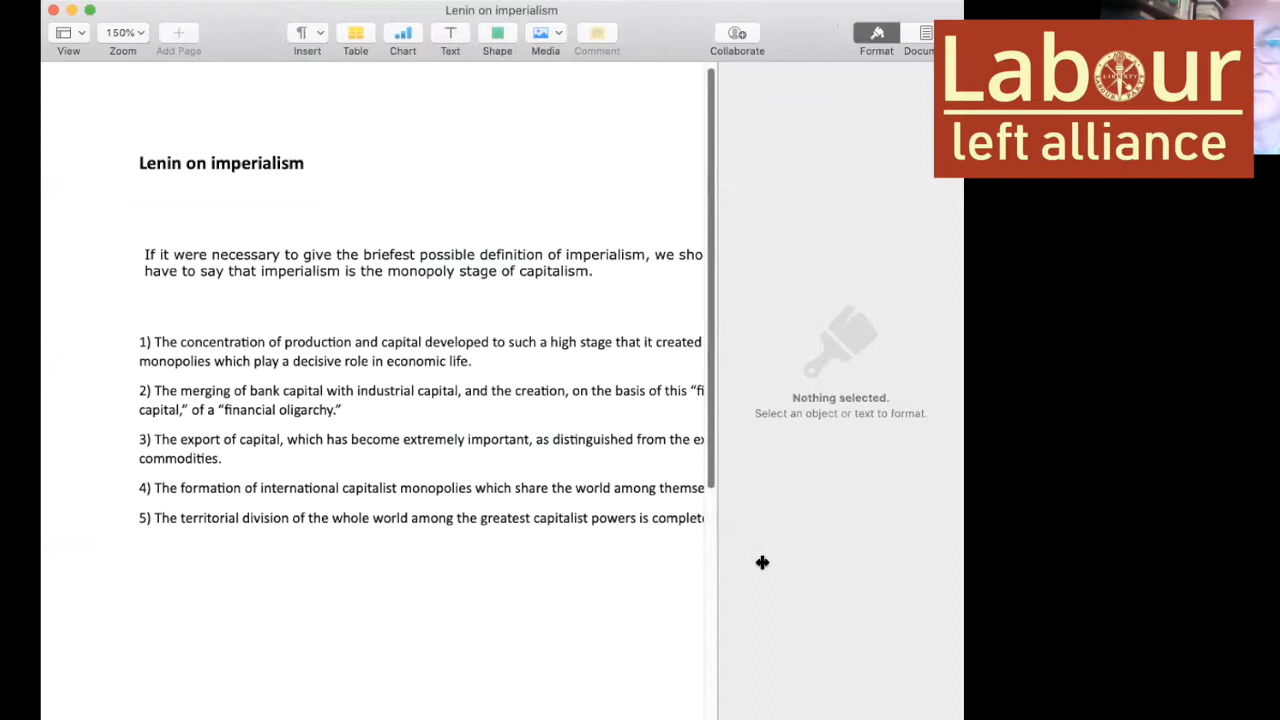 Lenin on imperialism
150%
View
Zoom
Add Page
Insert
Table
Chart
Text
Shape
Media
Comment
Collaborate
Format
Docum
Labour
LIBERTY
left alliance
Lenin on imperialism
If it were necessary to give the briefest possible definition of imperialism, we sho
have to say that imperialism is the monopoly stage of capitalism.
1) The concentration of production and capital developed to such a high stage that it created
monopolies which play a decisive role in economic life.
2) The merging of bank capital with industrial capital, and the creation, on the basis of this “fi
capital,” of a “financial oligarchy.”
3) The export of capital, which has become extremely important, as distinguished from the ex
commodities.
4) The formation of international capitalist monopolies which share the world among themse
5) The territorial division of the whole world among the greatest capitalist powers is complet
Nothing selected.
Select an object or text to format.